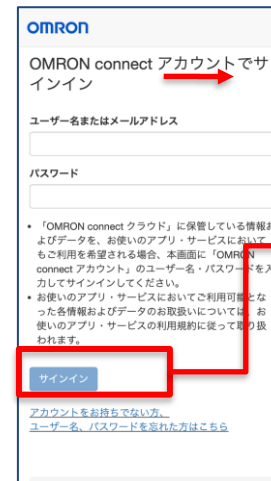 OMRON
OMRON connect アカウントでサ
インイン
ユーザー名またはメールアドレス
パスワード
• 「OMRON connect クラウド」に保管している情報お
よびデータを、お使いのアプリ・サービスにおいて
もご利用を希望される場合、本画面に「OMRON
connect アカウント」のユーザー名・パスワードを入
力してサインインしてください。
• お使いのアプリ・サービスにおいてご利用可能とな
った各情報およびデータのお取扱いについては、お
使いのアプリ・サービスの利用規約に従って取り扱
われます。
サインイン
アカウントをお持ちでない方、
ユーザー名、パスワードを忘れた方はこちら